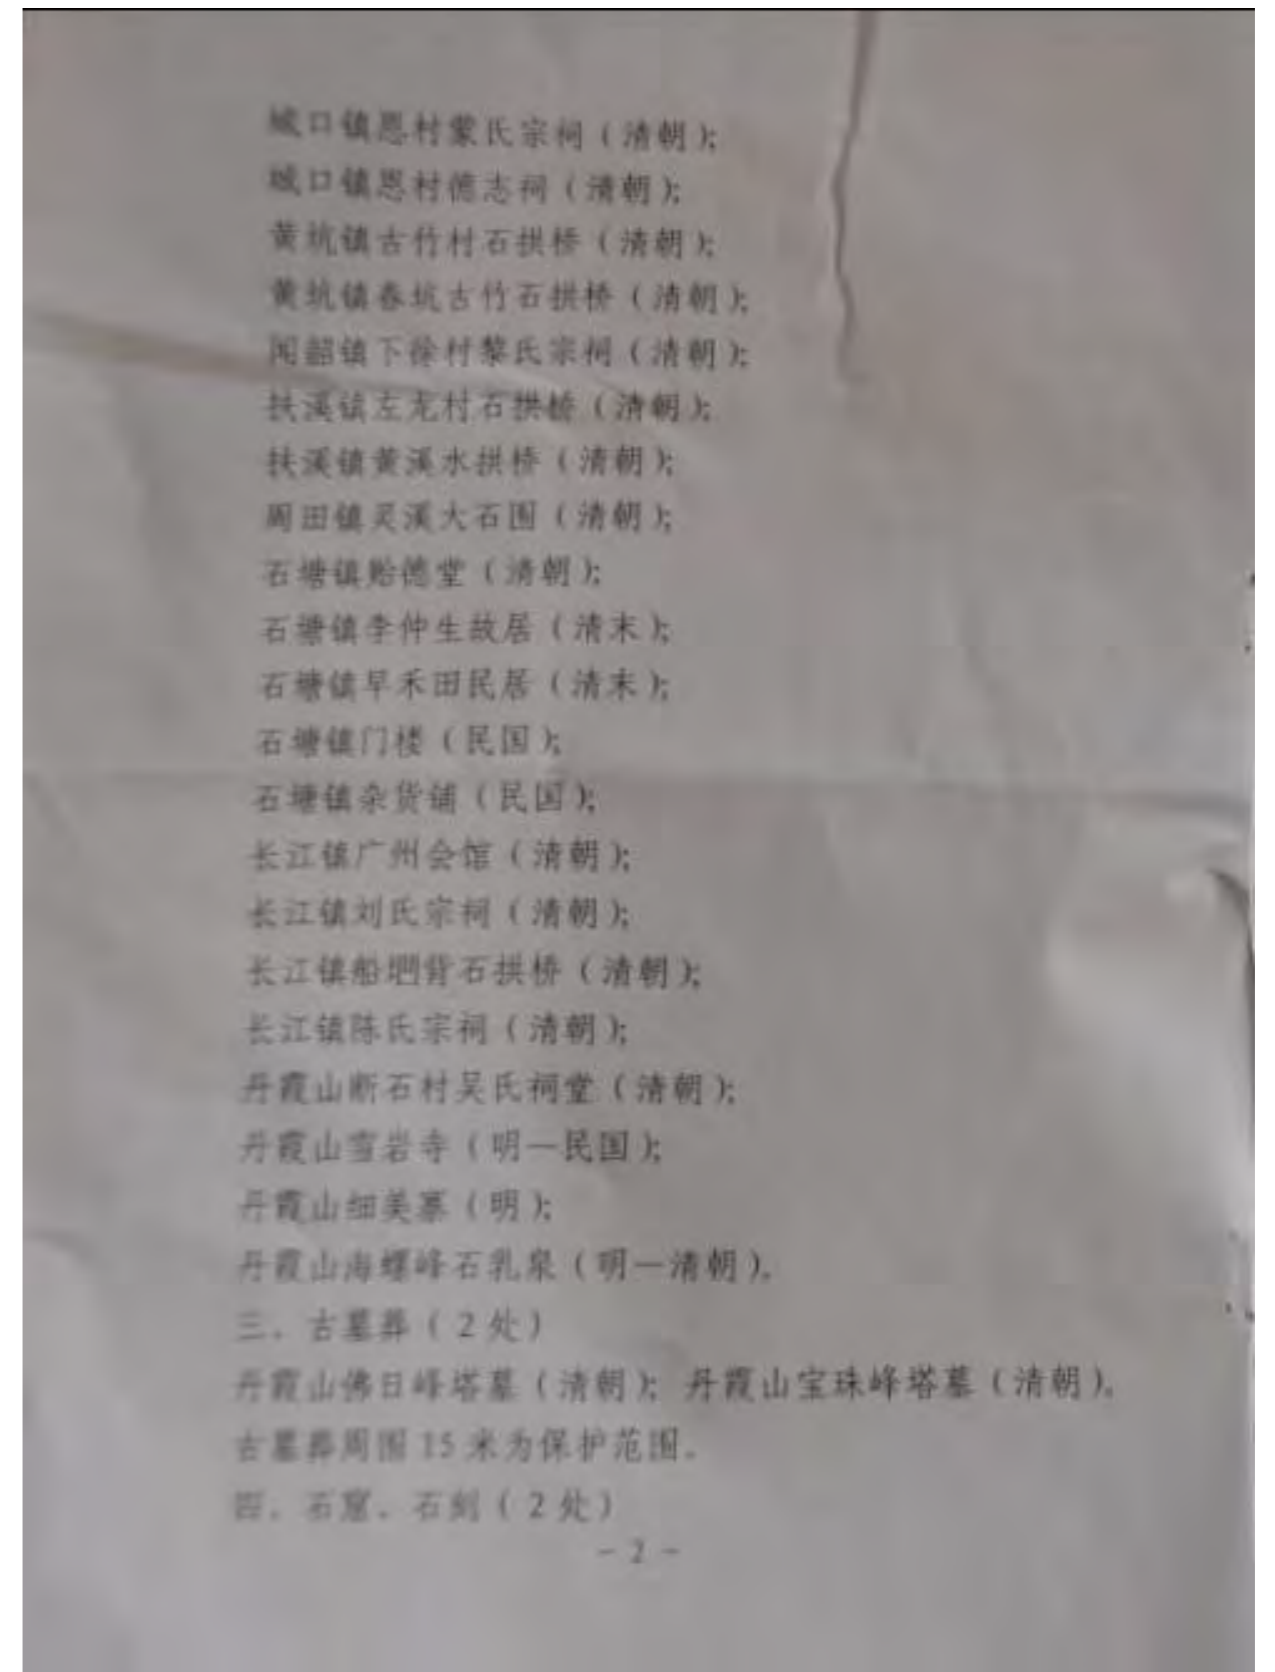 城口镇恩村蒙氏宗祠（清朝）；
城口镇恩村德志祠（清朝）；
黄坑镇古竹村石拱桥（清朝）；
黄坑镇春坑古竹石拱桥（清朝）；
闻韶镇下徐村黎氏宗祠（清朝）；
扶溪镇左龙村石拱桥（清朝）；
扶溪镇黄溪水拱桥（清朝）；
周田镇灵溪大石围（清朝）；
石塘镇贻德堂（清朝）；
石塘镇李仲生故居（清末）；
石塘镇早禾田民居（清末）；
石塘镇门楼（民国）；
石塘镇杂货铺（民国）；
长江镇广州会馆（清朝）；
长江镇刘氏宗祠（清朝）；
长江镇船垇背石拱桥（清朝）；
长江镇陈氏宗祠（清朝）；
丹霞山断石村吴氏祠堂（清朝）；
丹霞山雪岩寺（明—民国）；
丹霞山细美寨（明）；
丹霞山海螺峰石乳泉（明—清朝）。
三、古墓葬（2处）
丹霞山佛日峰塔墓（清朝）；丹霞山宝珠峰塔墓（清朝）。
古墓葬周围15米为保护范围。
四、石窟、石刻（2处）
- 2 -